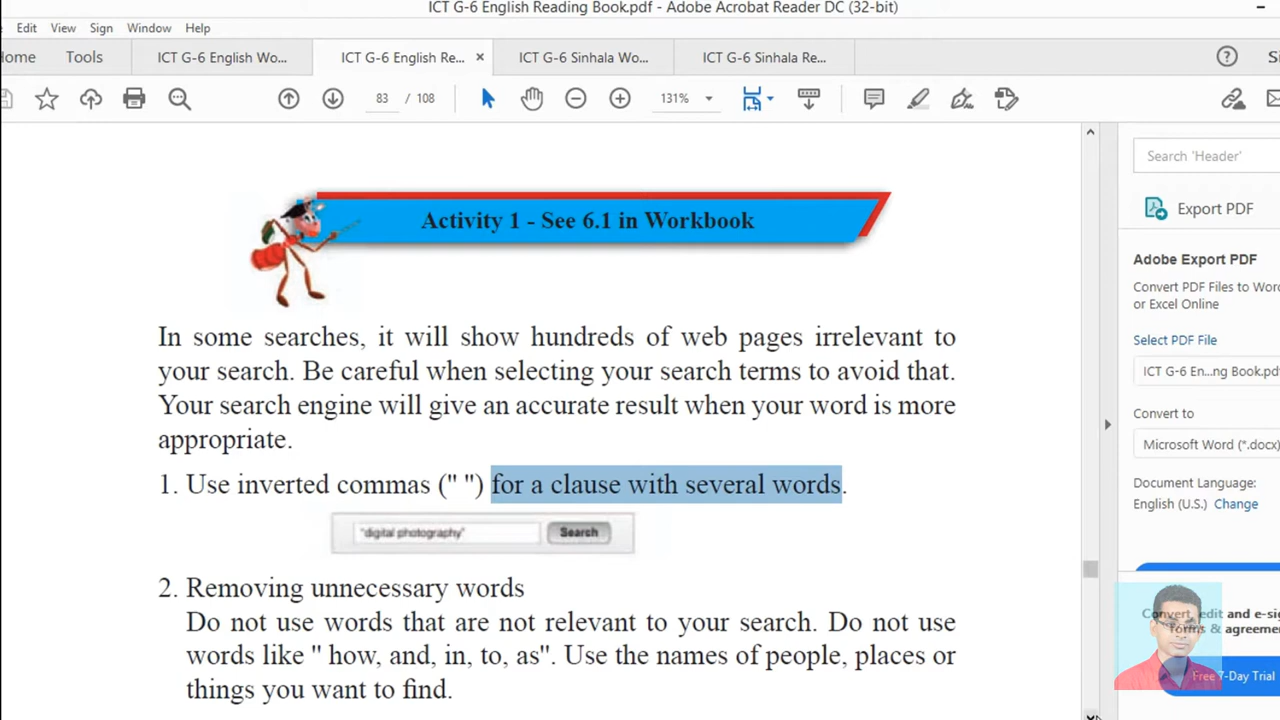 ICT G-6 English Reading Book.pdf - Adobe Acrobat Reader DC (32-bit)
Edit View Sign Window Help
Home Tools ICT G-6 English Wo... ICT G-6 English Re... × ICT G-6 Sinhala Wo... ICT G-6 Sinhala Re...
83 / 108 131%
Search 'Header'
Activity 1 - See 6.1 in Workbook
Export PDF
Adobe Export PDF
Convert PDF Files to Word
or Excel Online
Select PDF File
ICT G-6 En...ng Book.pdf
Convert to
Microsoft Word (*.docx)
Document Language:
English (U.S.) Change
Convert, edit and e-sign
forms & agreements
Free 7-Day Trial
In some searches, it will show hundreds of web pages irrelevant to
your search. Be careful when selecting your search terms to avoid that.
Your search engine will give an accurate result when your word is more
appropriate.
1. Use inverted commas (" ") for a clause with several words.
"digital photography" Search
2. Removing unnecessary words
Do not use words that are not relevant to your search. Do not use
words like " how, and, in, to, as". Use the names of people, places or
things you want to find.